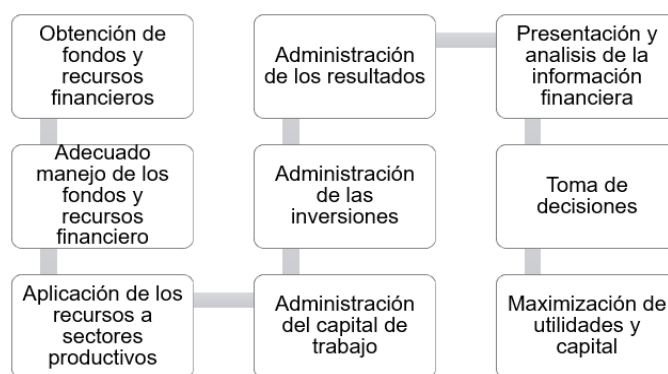 Obtención de
fondos y
recursos
financieros
Adecuado
manejo de los
fondos y
recursos
financiero
Aplicación de los
recursos a
sectores
productivos
Administración
del capital de
trabajo
Administración
de las
inversiones
Administración
de los resultados
Presentación y
analisis de la
información
financiera
Toma de
decisiones
Maximización de
utilidades y
capital